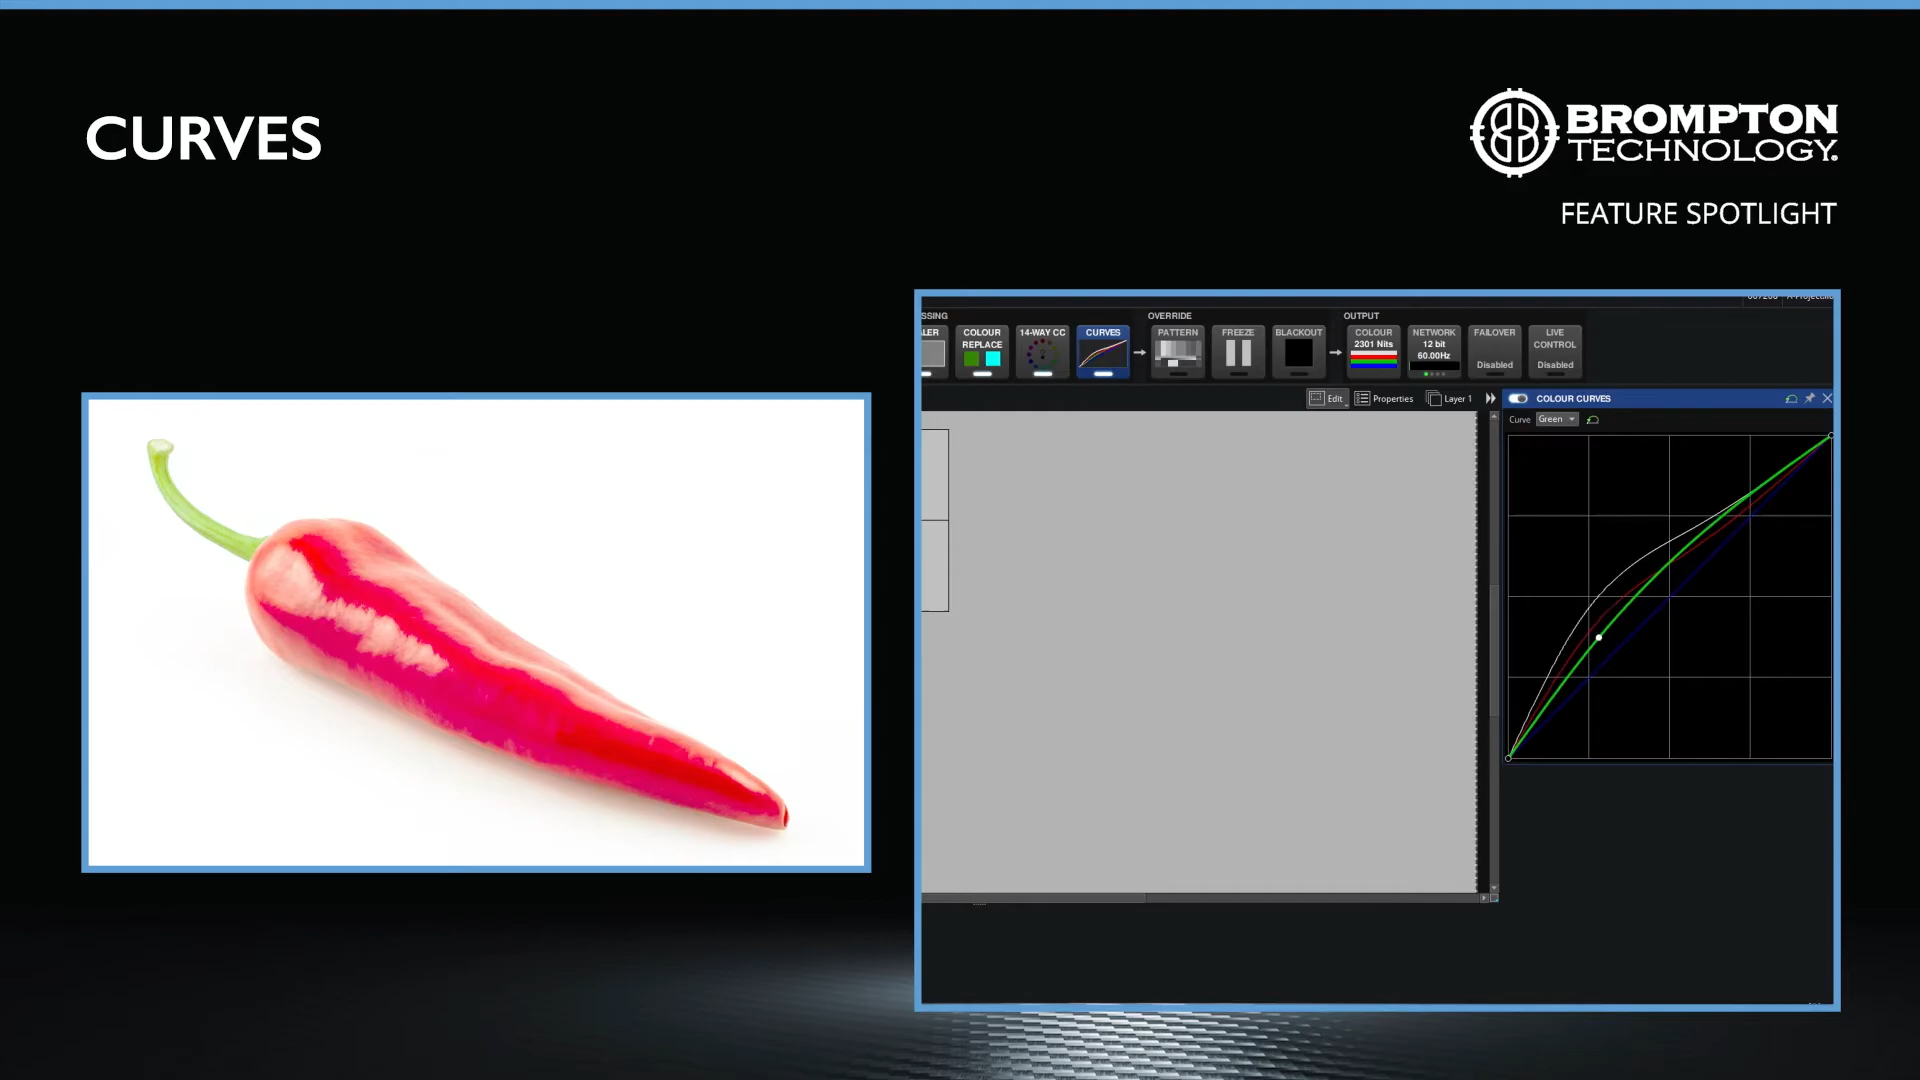 CURVES
BROMPTON
TECHNOLOGY.
FEATURE SPOTLIGHT
SSING
OVERRIDE
OUTPUT
LER
COLOUR
REPLACE
14-WAY CC
CURVES
PATTERN
FREEZE
BLACKOUT
COLOUR
2301 Nits
NETWORK
12 bit
60.00Hz
FAILOVER
Disabled
LIVE
CONTROL
Disabled
Edit
Properties
Layer 1
COLOUR CURVES
Curve
Green